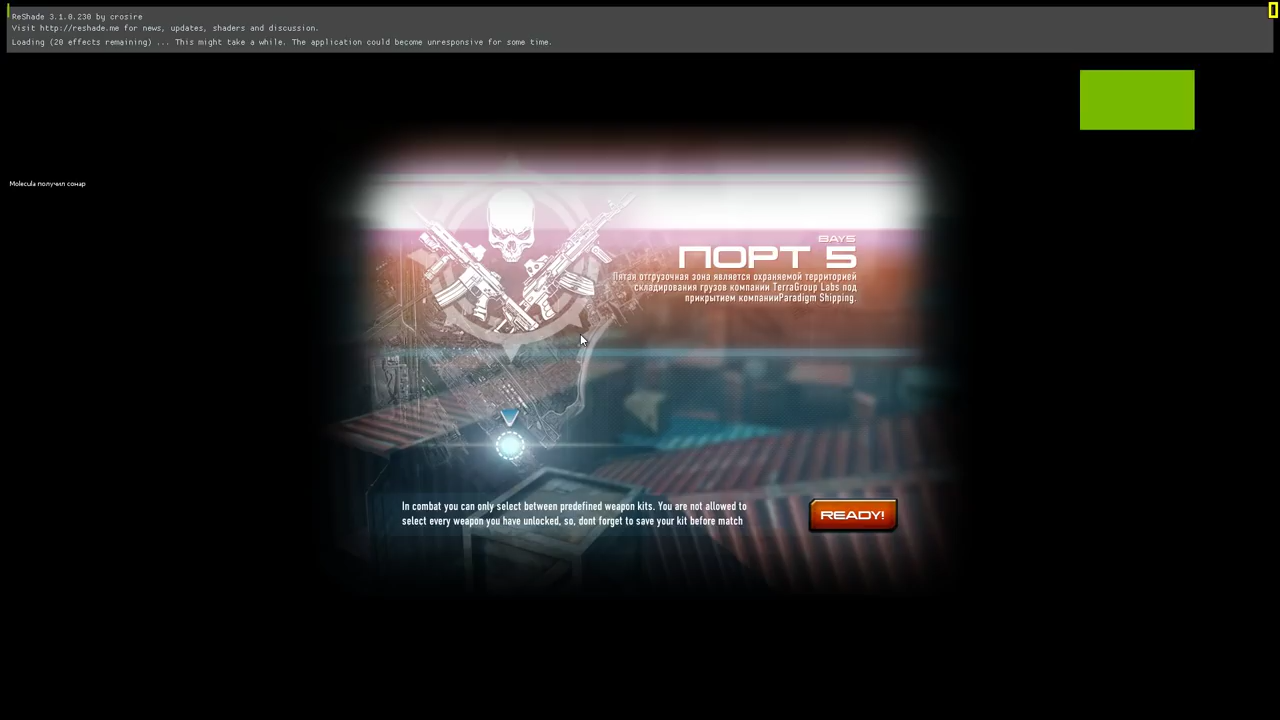 ReShade 3.1.0.230 by crosire
Visit http://reshade.me for news, updates, shaders and discussion.
Loading (20 effects remaining) ... This might take a while. The application could become unresponsive for some time.
Molecula получил сонар
BAY5
ПОРТ 5
Пятая отгрузочная зона является охраняемой территорией
складирования грузов компании TerraGroup Labs под
прикрытием компанииParadigm Shipping.
In combat you can only select between predefined weapon kits. You are not allowed to
select every weapon you have unlocked, so, dont forget to save your kit before match
READY!